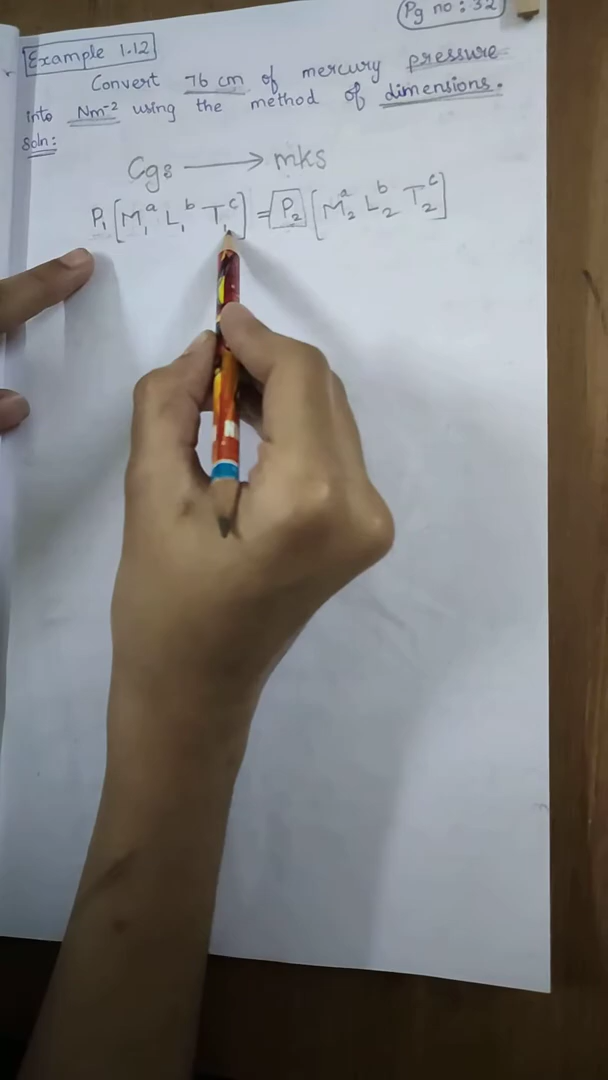 Pg no : 32
Example 1.12
Convert 76 cm of mercury pressure
into Nm⁻² using the method of dimensions.
Soln:
Cgs → mks
P₁ [M₁ᵃ L₁ᵇ T₁ᶜ] = P₂ [M₂ᵃ L₂ᵇ T₂ᶜ]